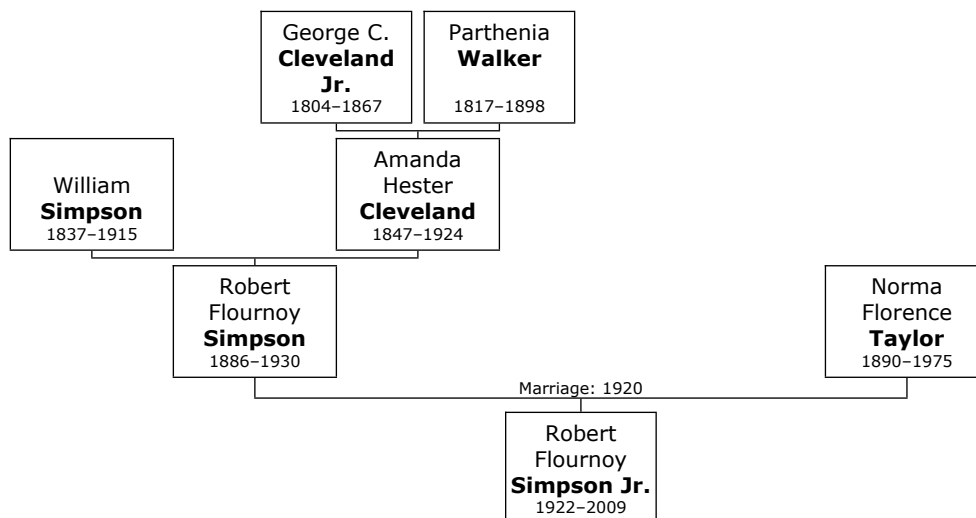 George C.
Cleveland
Jr.
1804–1867
Parthenia
Walker
1817–1898
William
Simpson
1837–1915
Amanda
Hester
Cleveland
1847–1924
Robert
Flournoy
Simpson
1886–1930
Norma
Florence
Taylor
1890–1975
Marriage: 1920
Robert
Flournoy
Simpson Jr.
1922–2009